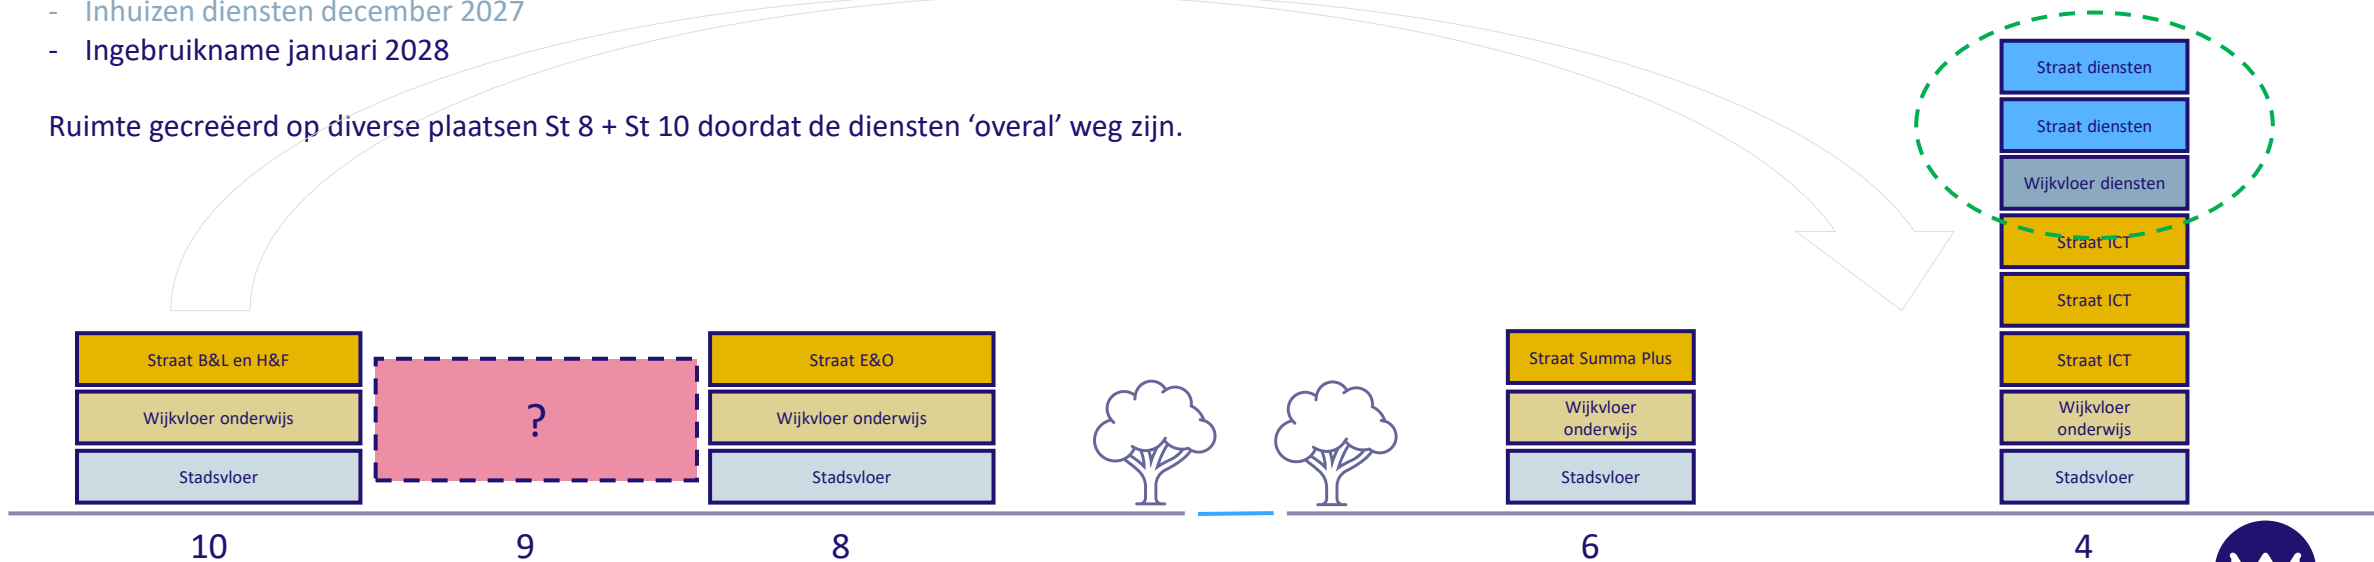 - Inhuizen diensten december 2027
- Ingebruikname januari 2028
Ruimte gecreëerd op diverse plaatsen St 8 + St 10 doordat de diensten ‘overal’ weg zijn.
Straat diensten
Straat diensten
Wijkvloer diensten
Straat ICT
Straat ICT
Straat B&L en H&F
?
Straat E&O
Straat Summa Plus
Straat ICT
Wijkvloer onderwijs
Wijkvloer onderwijs
Wijkvloer
onderwijs
Wijkvloer
onderwijs
Stadsvloer
Stadsvloer
Stadsvloer
Stadsvloer
10
9
8
6
4